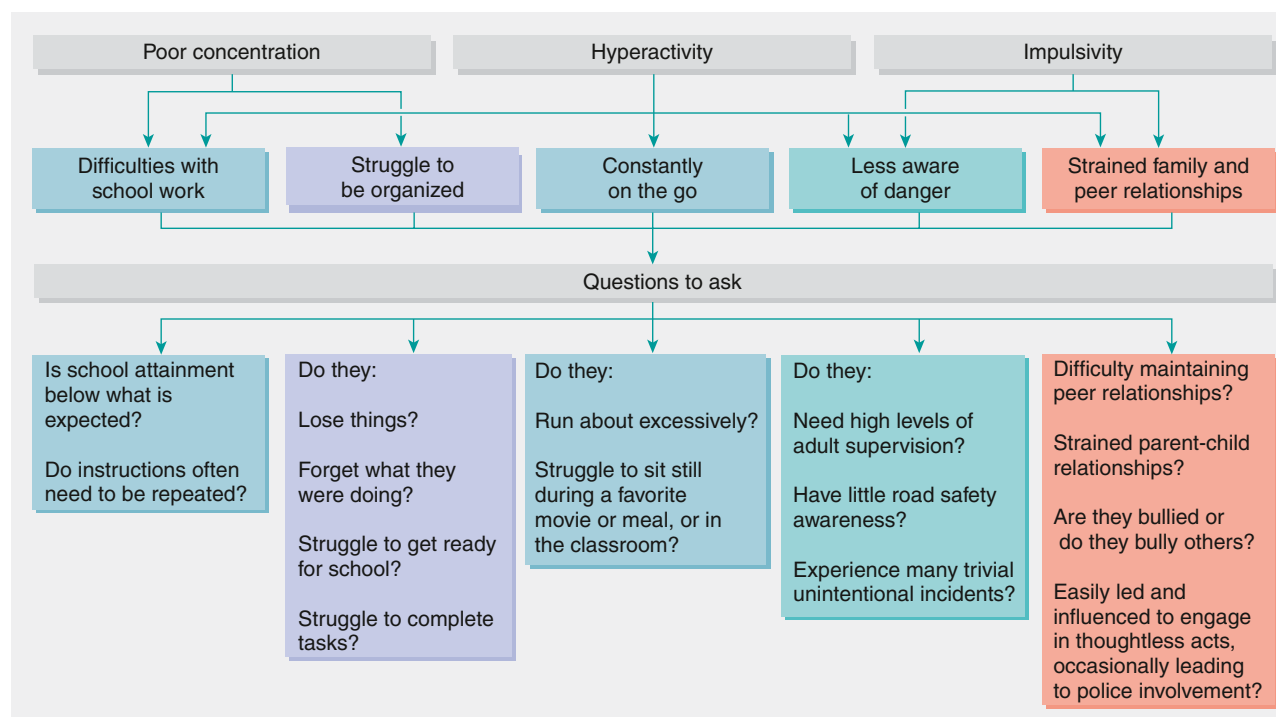 Poor concentration
Hyperactivity
Impulsivity
Difficulties with
school work
Struggle to
be organized
Constantly
on the go
Less aware
of danger
Strained family and
peer relationships
Questions to ask
Is school attainment
below what is
expected?
Do instructions often
need to be repeated?
Do they:
Lose things?
Forget what they
were doing?
Struggle to get ready
for school?
Struggle to complete
tasks?
Do they:
Run about excessively?
Struggle to sit still
during a favorite
movie or meal, or in
the classroom?
Do they:
Need high levels of
adult supervision?
Have little road safety
awareness?
Experience many trivial
unintentional incidents?
Difficulty maintaining
peer relationships?
Strained parent-child
relationships?
Are they bullied or
do they bully others?
Easily led and
influenced to engage
in thoughtless acts,
occasionally leading
to police involvement?